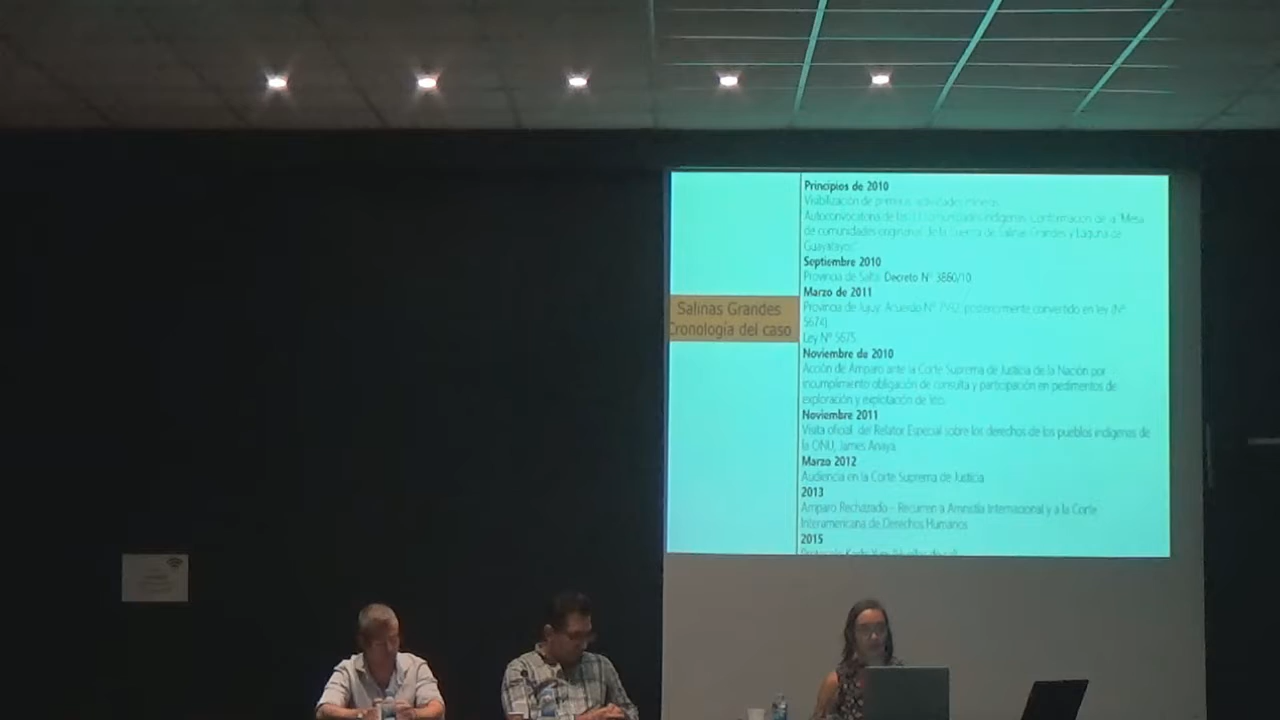 Salinas Grandes
Cronología del caso
Principios de 2010
Visibilización de primeras actividades mineras.
Autoconvocatoria de las 33 comunidades indígenas. Conformación de la "Mesa
de comunidades originarias de la Cuenca de Salinas Grandes y Laguna de
Guayatayoc"
Septiembre 2010
Provincia de Salta: Decreto N° 3860/10.
Marzo de 2011
Provincia de Jujuy: Acuerdo N° 7592, posteriormente convertido en ley (N°
5674)
Ley N° 5675.
Noviembre de 2010
Acción de Amparo ante la Corte Suprema de Justicia de la Nación por
incumplimiento obligación de consulta y participación en pedimentos de
exploración y explotación de litio.
Noviembre 2011
Visita oficial del Relator Especial sobre los derechos de los pueblos indígenas de
la ONU, James Anaya.
Marzo 2012
Audiencia en la Corte Suprema de Justicia
2013
Amparo Rechazado - Recurren a Amnistía Internacional y a la Corte
Interamericana de Derechos Humanos
2015